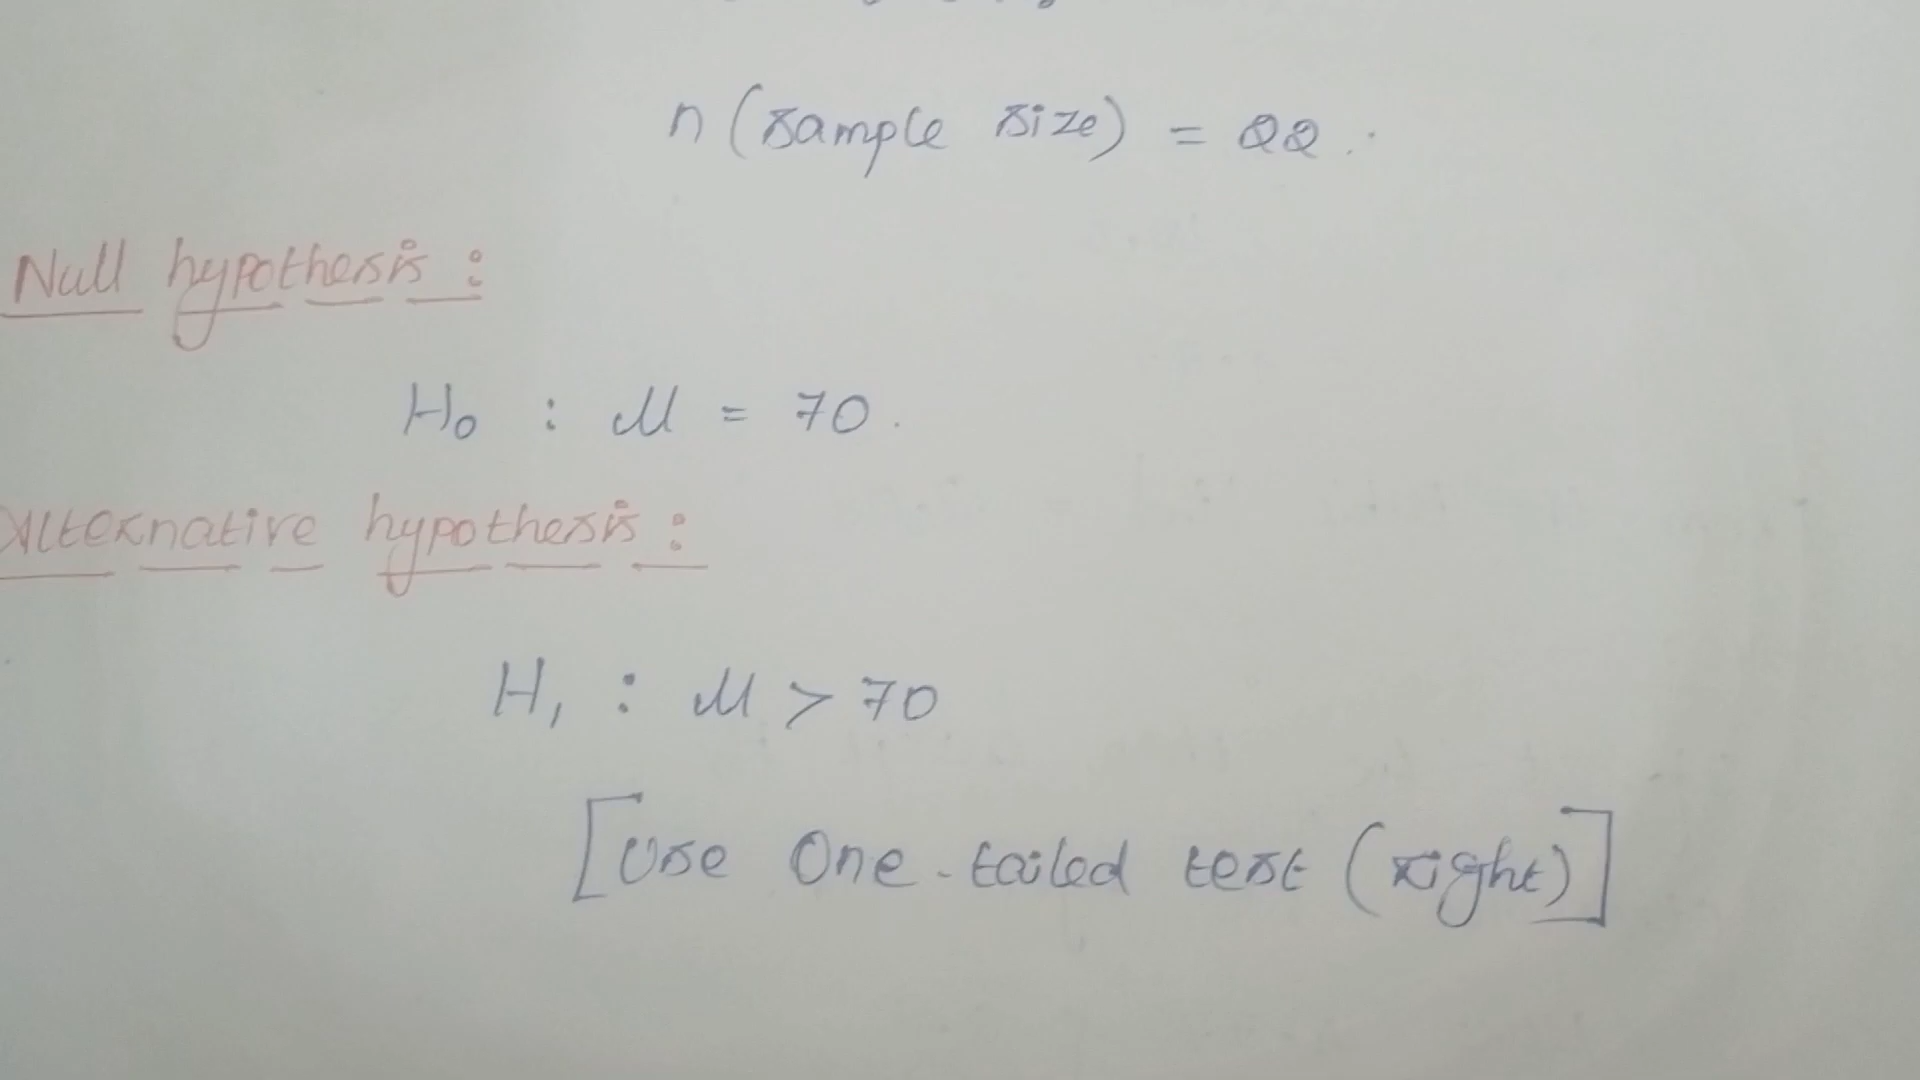 n (sample size) = 22.
Null hypothesis :
H₀ : μ = 70.
Alternative hypothesis :
H₁ : μ > 70
[Use One-tailed test (right)]